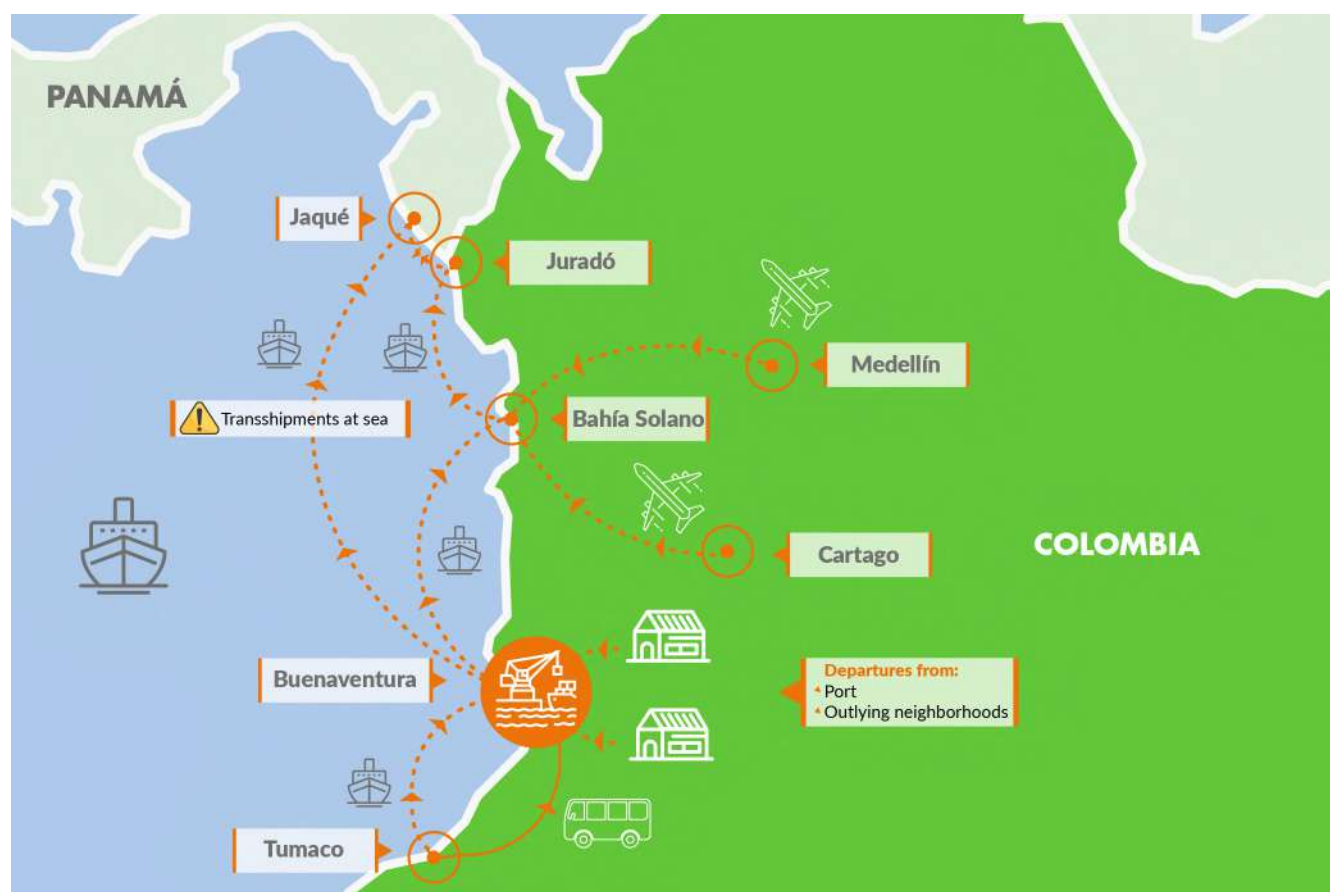 PANAMÁ
Jaqué
Juradó
Medellín
Transshipments at sea
Bahía Solano
Cartago
COLOMBIA
Buenaventura
Departures from:
Port
Outlying neighborhoods
Tumaco